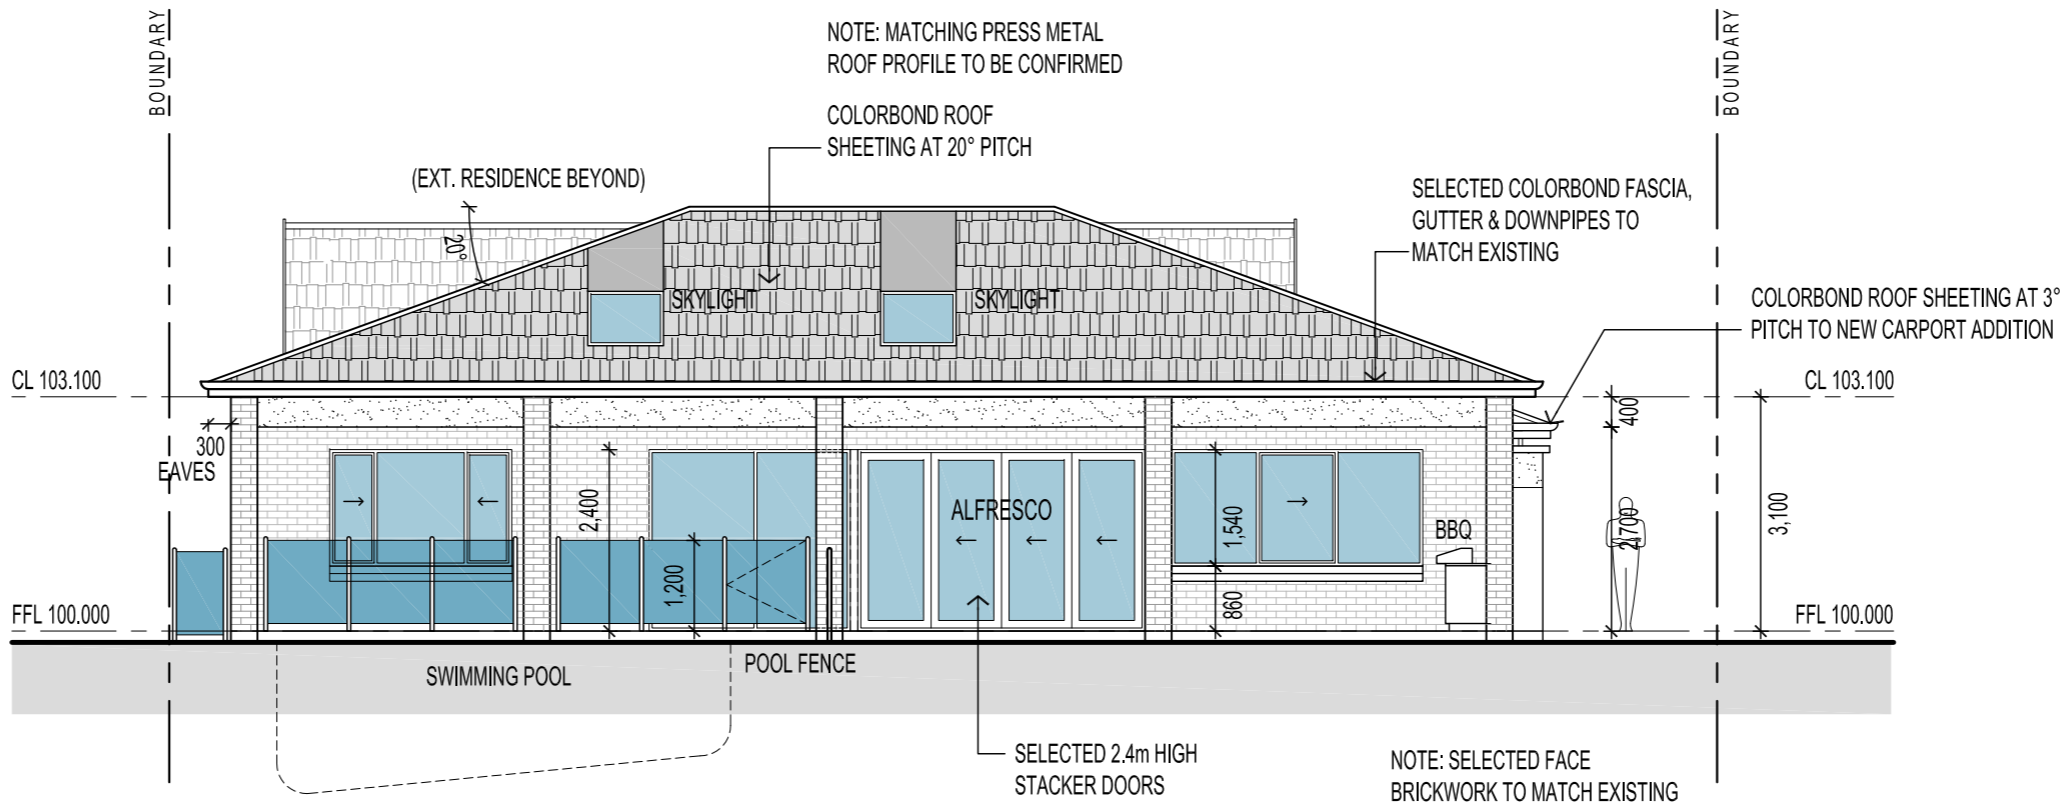 BOUNDARY
NOTE: MATCHING PRESS METAL
ROOF PROFILE TO BE CONFIRMED
BOUNDARY
COLORBOND ROOF
SHEETING AT 20° PITCH
(EXT. RESIDENCE BEYOND)
20°
SELECTED COLORBOND FASCIA,
GUTTER & DOWNPIPES TO
MATCH EXISTING
SKYLIGHT
SKYLIGHT
COLORBOND ROOF SHEETING AT 3°
PITCH TO NEW CARPORT ADDITION
CL 103.100
CL 103.100
300
EAVES
400
2,400
ALFRESCO
1,540
BBQ
2,700
3,100
1,200
860
FFL 100.000
FFL 100.000
SWIMMING POOL
POOL FENCE
SELECTED 2.4m HIGH
STACKER DOORS
NOTE: SELECTED FACE
BRICKWORK TO MATCH EXISTING